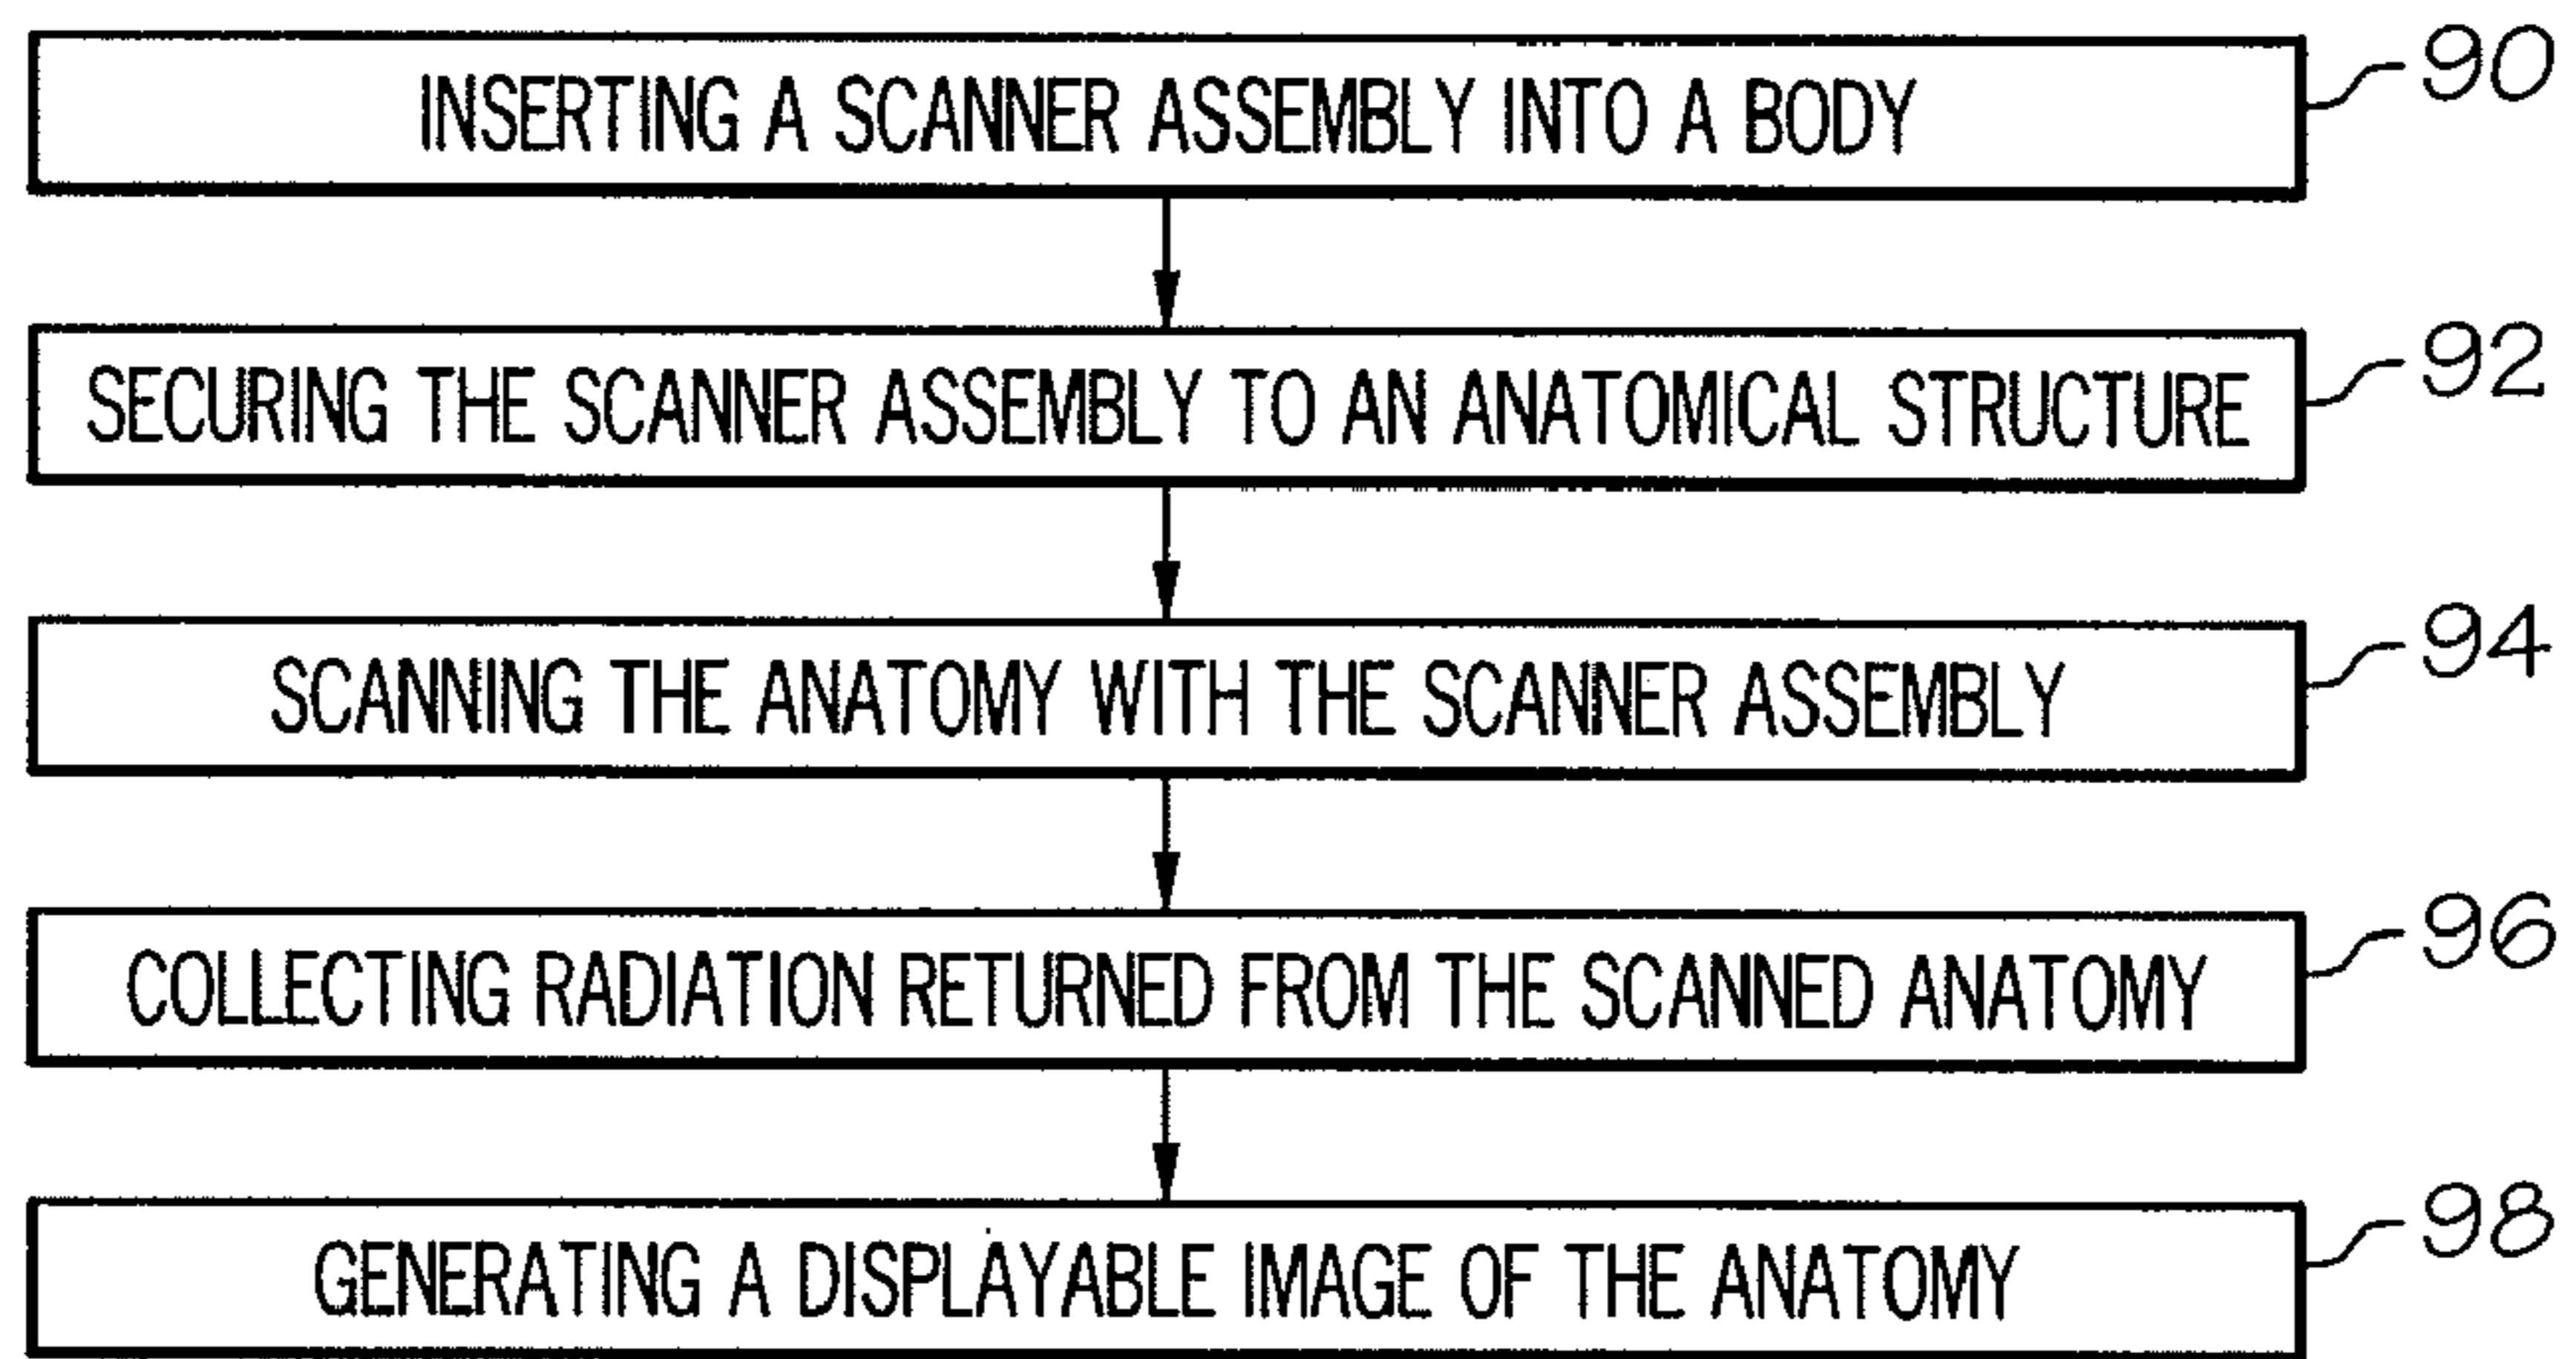 INSERTING A SCANNER ASSEMBLY INTO A BODY 90
SECURING THE SCANNER ASSEMBLY TO AN ANATOMICAL STRUCTURE 92
SCANNING THE ANATOMY WITH THE SCANNER ASSEMBLY 94
COLLECTING RADIATION RETURNED FROM THE SCANNED ANATOMY 96
GENERATING A DISPLAYABLE IMAGE OF THE ANATOMY 98